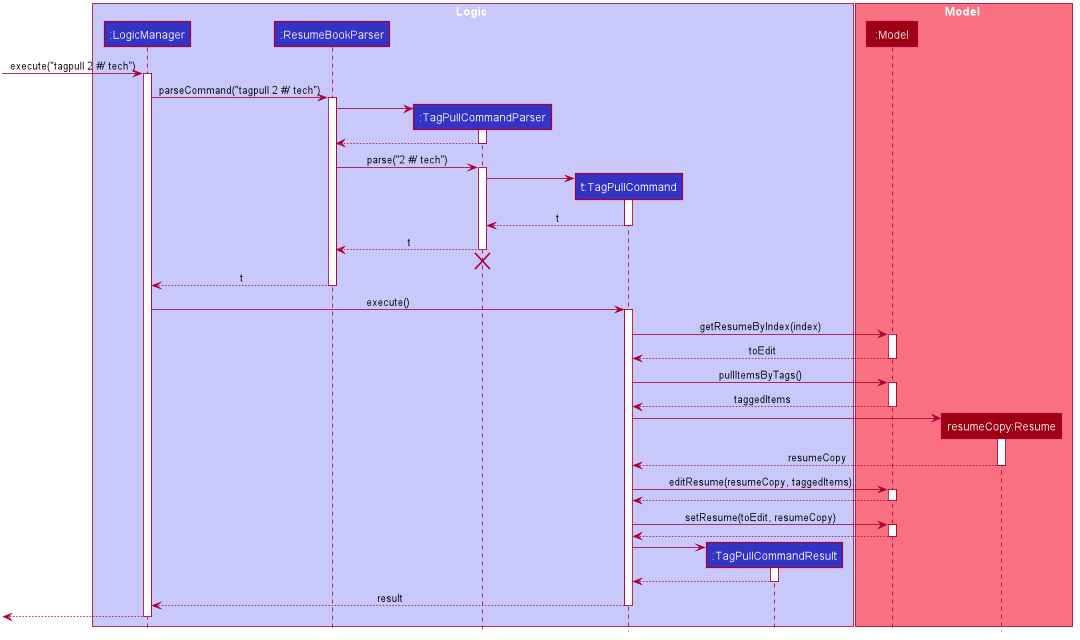 Logic
Model
:LogicManager
:ResumeBookParser
:Model
execute("tagpull 2 #/ tech")
parseCommand("tagpull 2 #/ tech")
:TagPullCommandParser
parse("2 #/ tech")
t:TagPullCommand
t
t
t
execute()
getResumeByIndex(index)
toEdit
pullItemsByTags()
taggedItems
resumeCopy:Resume
resumeCopy
editResume(resumeCopy, taggedItems)
setResume(toEdit, resumeCopy)
:TagPullCommandResult
result